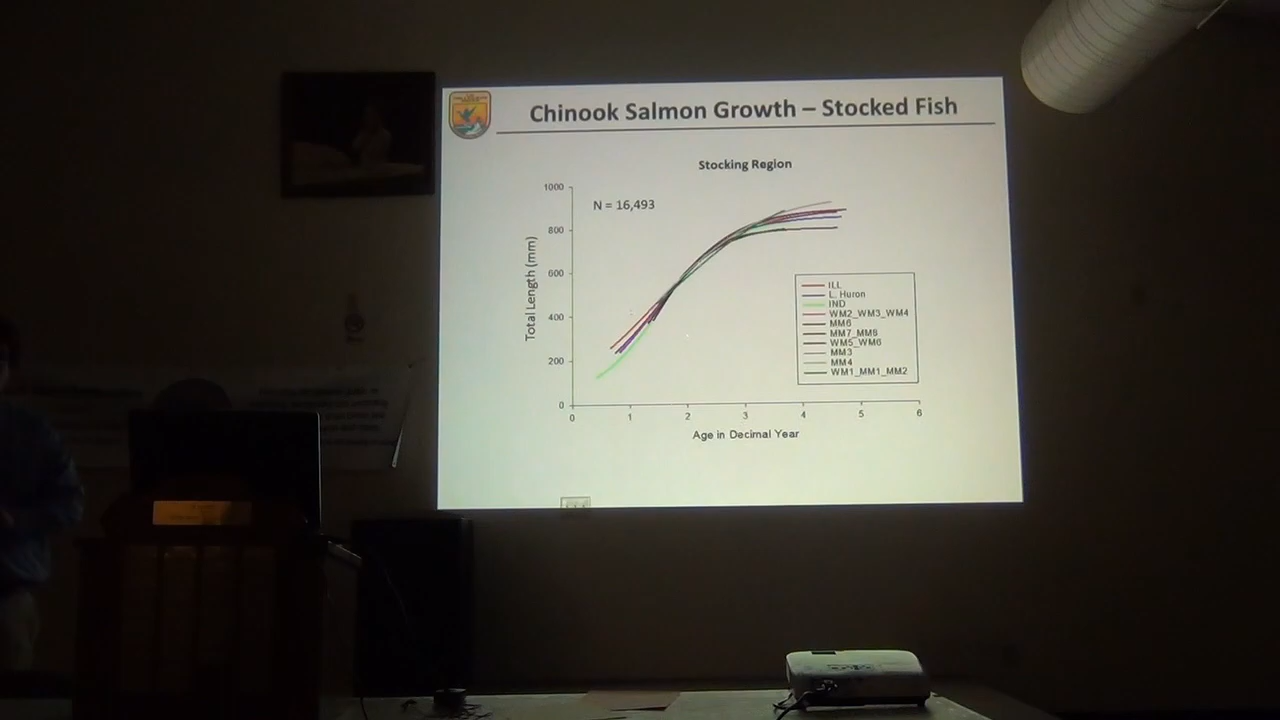 Chinook Salmon Growth – Stocked Fish
Stocking Region
N = 16,493
Total Length (mm)
1000
800
600
400
200
0
0 1 2 3 4 5 6
Age in Decimal Year
ILL
L. Huron
IND
WM2_WM3_WM4
MM6
MM7_MM8
WM5_WM6
MM3
MM4
WM1_MM1_MM2